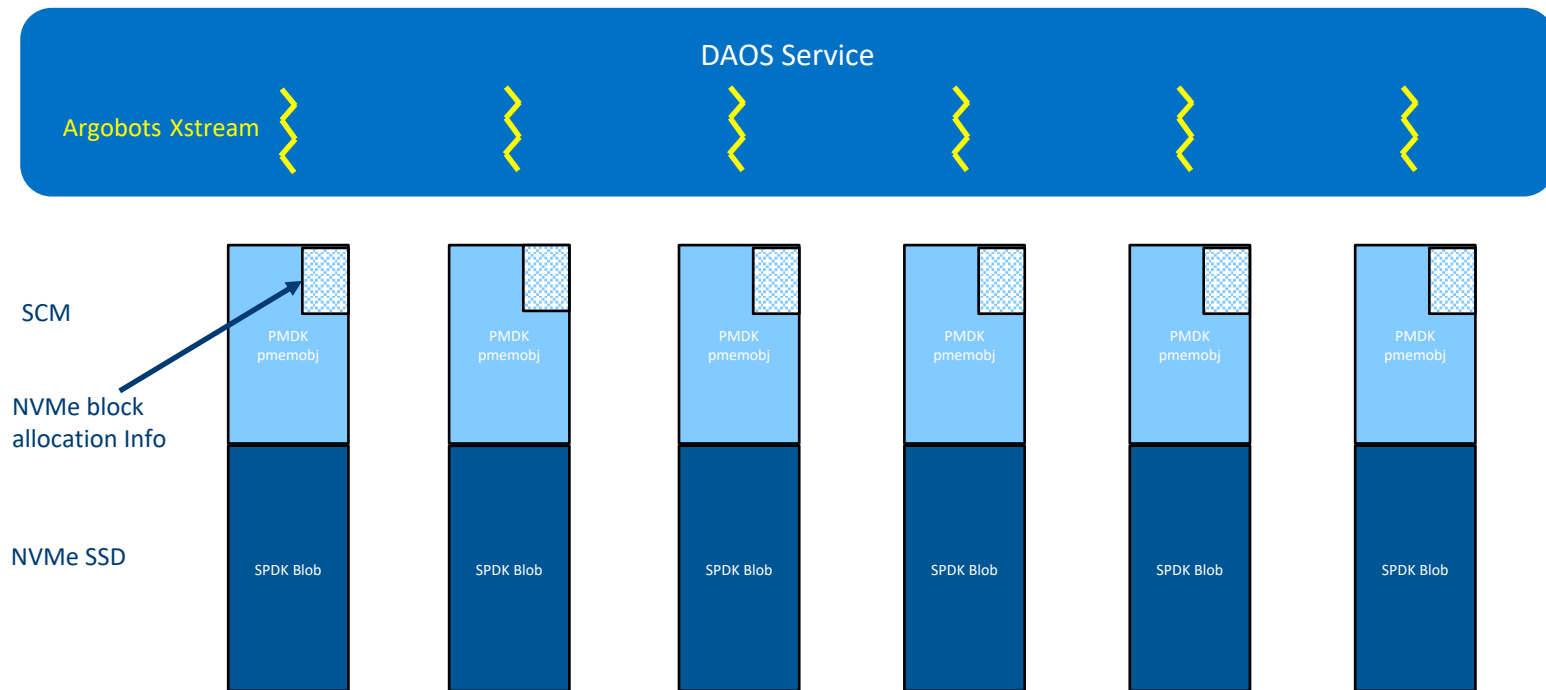 DAOS Service
Argobots Xstream
SCM
PMDK
pmemobj
PMDK
pmemobj
PMDK
pmemobj
PMDK
pmemobj
PMDK
pmemobj
PMDK
pmemobj
NVMe block
allocation Info
NVMe SSD
SPDK Blob
SPDK Blob
SPDK Blob
SPDK Blob
SPDK Blob
SPDK Blob